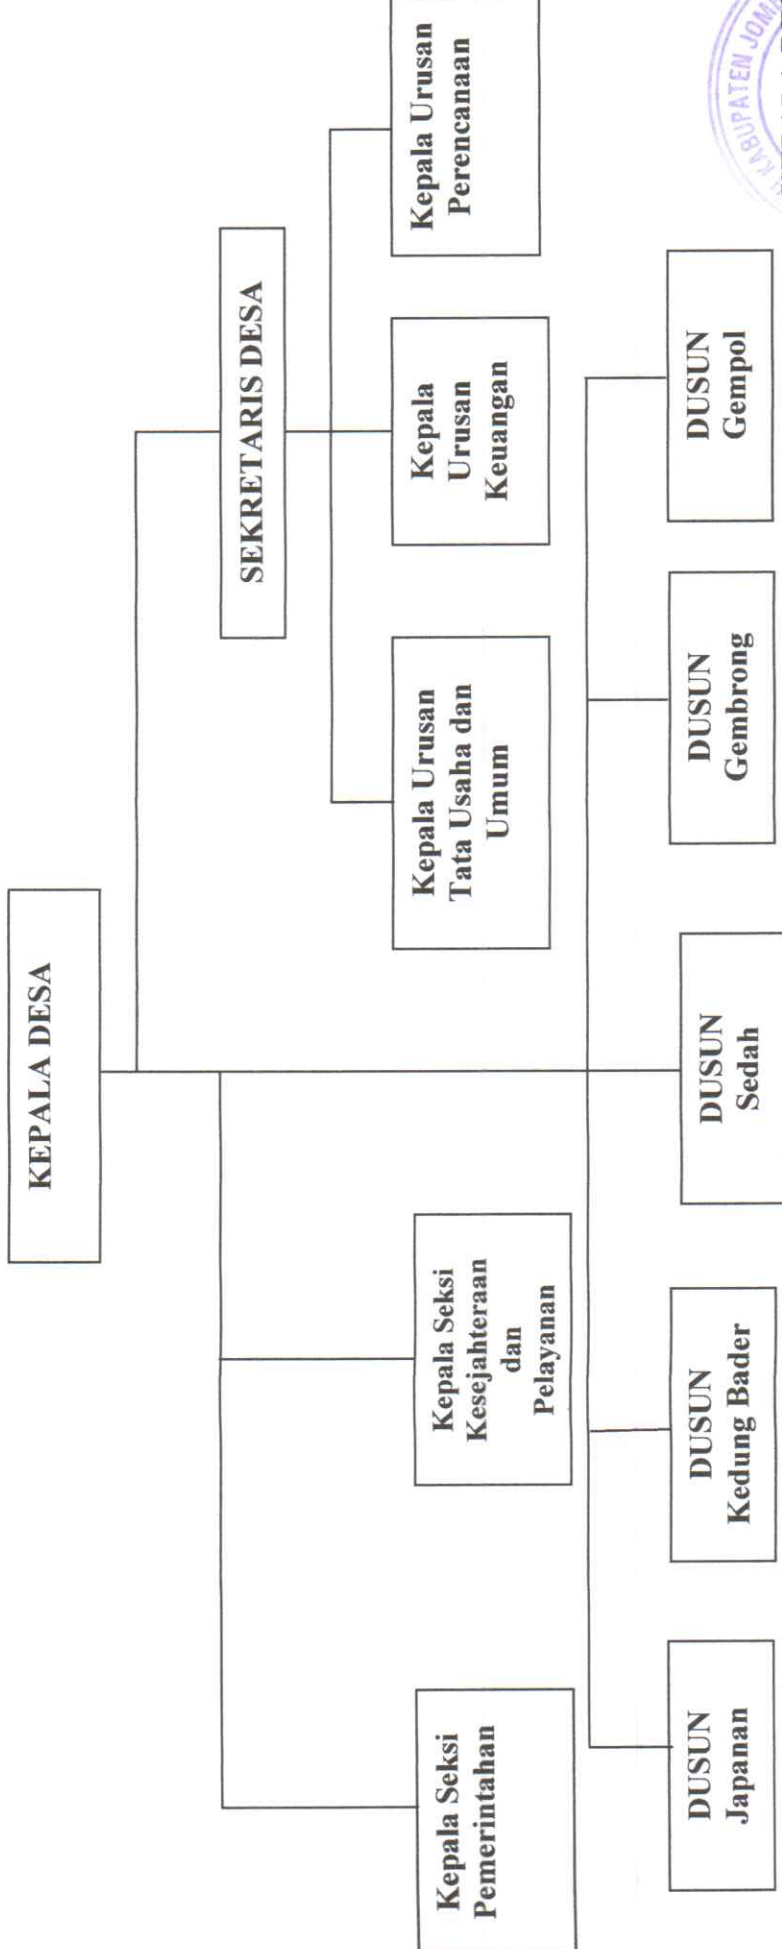 KEPALA DESA
SEKRETARIS DESA
Kepala Seksi
Pemerintahan
Kepala Seksi
Kesejahteraan
dan
Pelayanan
Kepala Urusan
Tata Usaha dan
Umum
Kepala
Urusan
Keuangan
Kepala Urusan
Perencanaan
DUSUN
Japanan
DUSUN
Kedung Bader
DUSUN
Sedah
DUSUN
Gembrong
DUSUN
Gempol
KABUPATEN